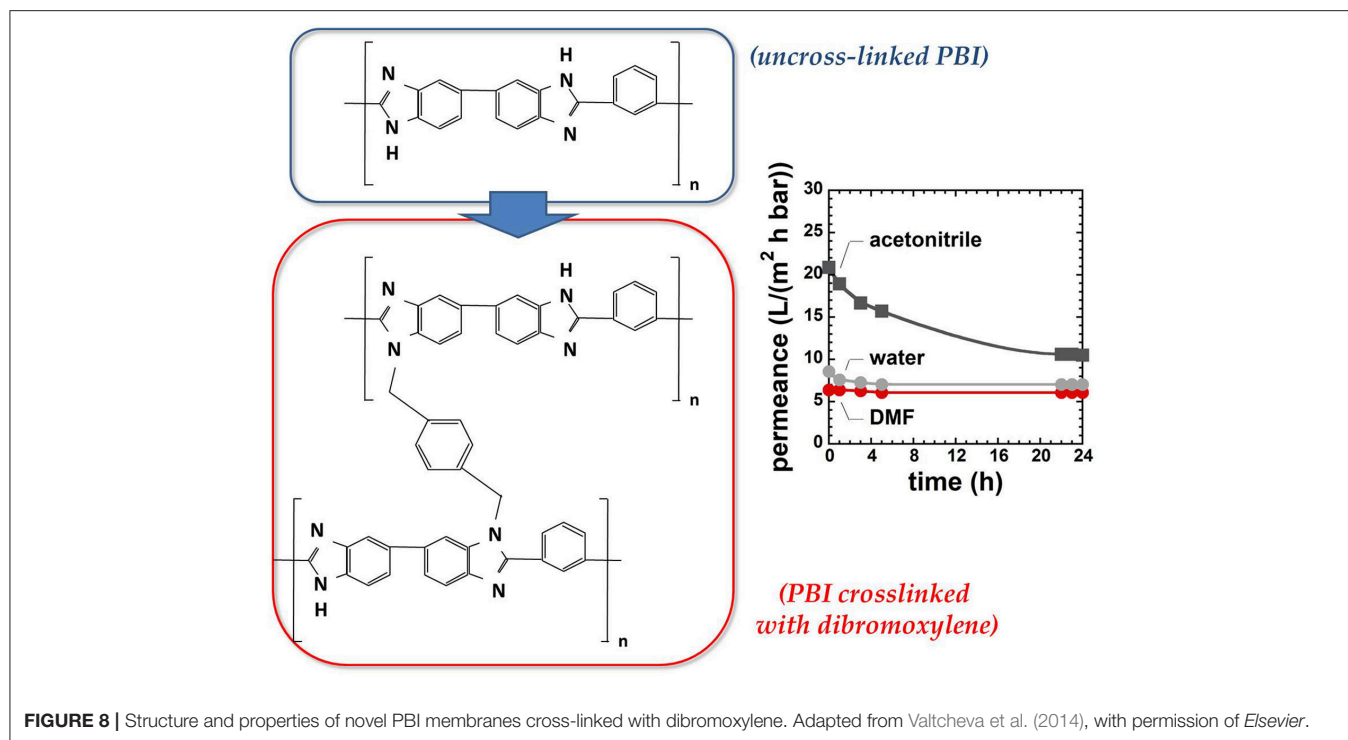 H
N
N
N
H
N
n
(uncross-linked PBI)
H
N
N
N
N
n
N
N
N
H
N
n
(PBI crosslinked
with dibromoxylene)
permeance (L/(m² h bar))
30
25
20
15
10
5
0
acetonitrile
water
DMF
0 4 8 12 16 20 24
time (h)
FIGURE 8 | Structure and properties of novel PBI membranes cross-linked with dibromoxylene. Adapted from Valtcheva et al. (2014), with permission of Elsevier.